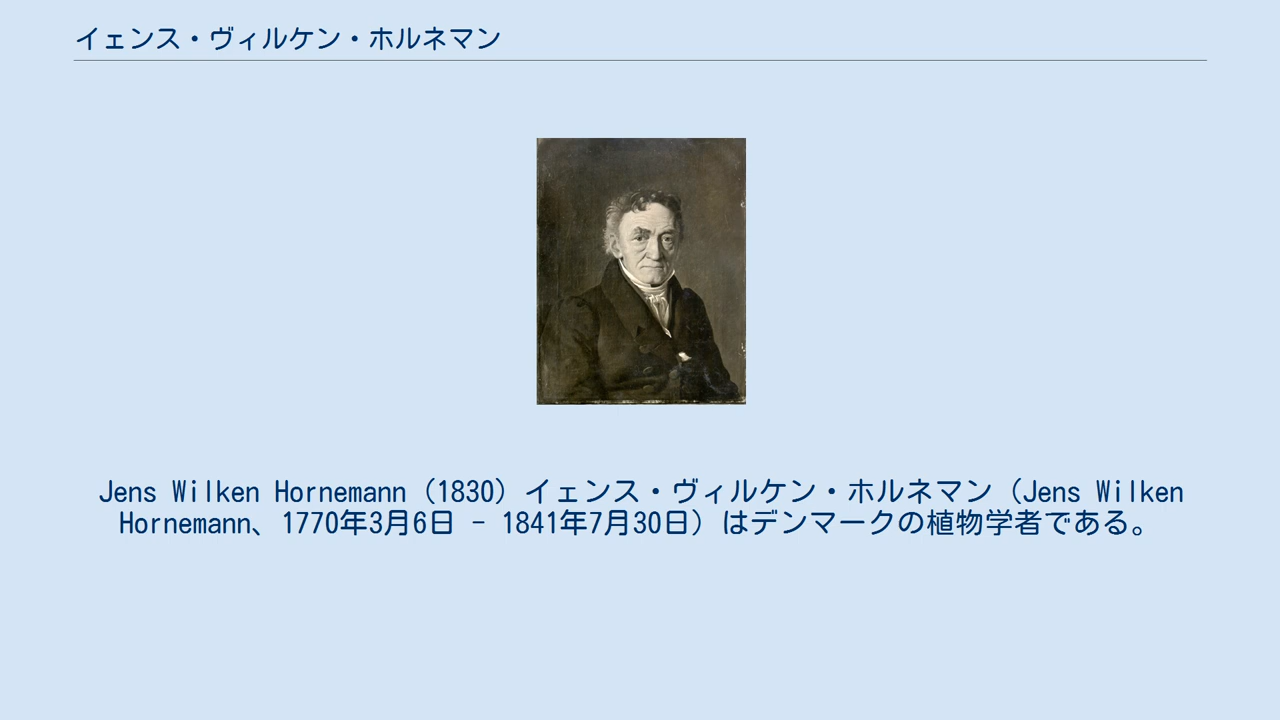 イェンス・ヴィルケン・ホルネマン
Jens Wilken Hornemann（1830）イェンス・ヴィルケン・ホルネマン（Jens Wilken
Hornemann、1770年3月6日 - 1841年7月30日）はデンマークの植物学者である。